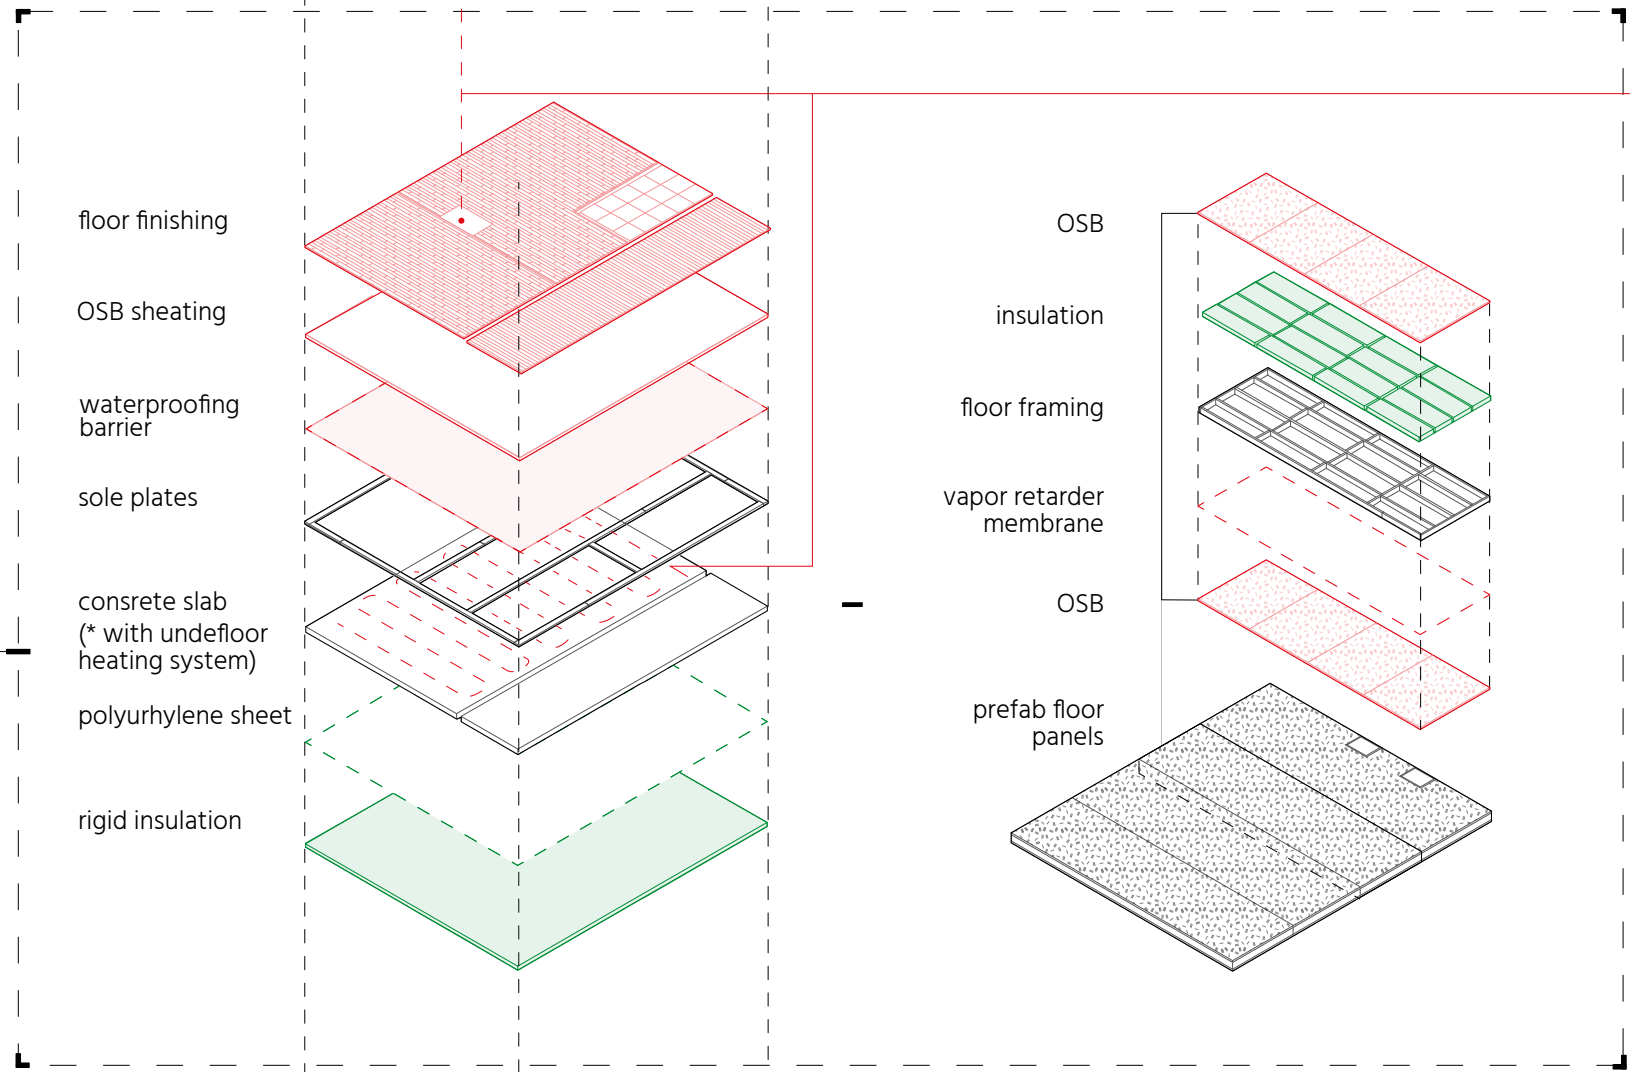 floor finishing
OSB sheating
waterproofing
barrier
sole plates
consrete slab
(* with undefloor
heating system)
polyurhylene sheet
rigid insulation
OSB
insulation
floor framing
vapor retarder
membrane
OSB
prefab floor
panels